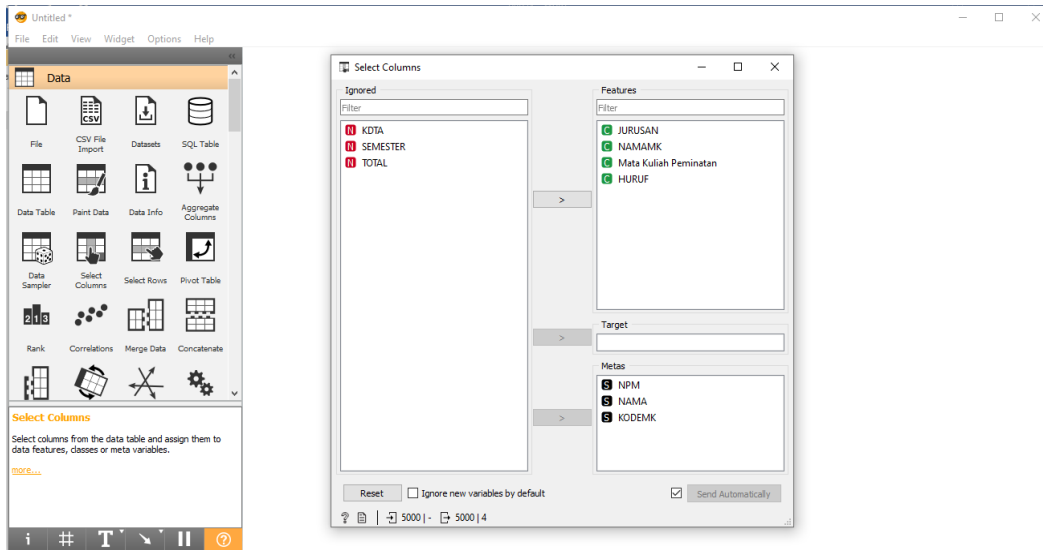 Untitled *
File Edit View Widget Options Help
Data
File
CSV File Import
Datasets
SQL Table
Data Table
Paint Data
Data Info
Aggregate Columns
Data Sampler
Select Columns
Select Rows
Pivot Table
Rank
Correlations
Merge Data
Concatenate
Select Columns
Select columns from the data table and assign them to
data features, classes or meta variables.
more...
Select Columns
Ignored
Filter
N KDTA
N SEMESTER
N TOTAL
>
>
>
Features
Filter
C JURUSAN
C NAMAMK
C Mata Kuliah Peminatan
C HURUF
Target
Metas
S NPM
S NAMA
S KODEMK
Reset
Ignore new variables by default
Send Automatically
5000 | - 5000 | 4